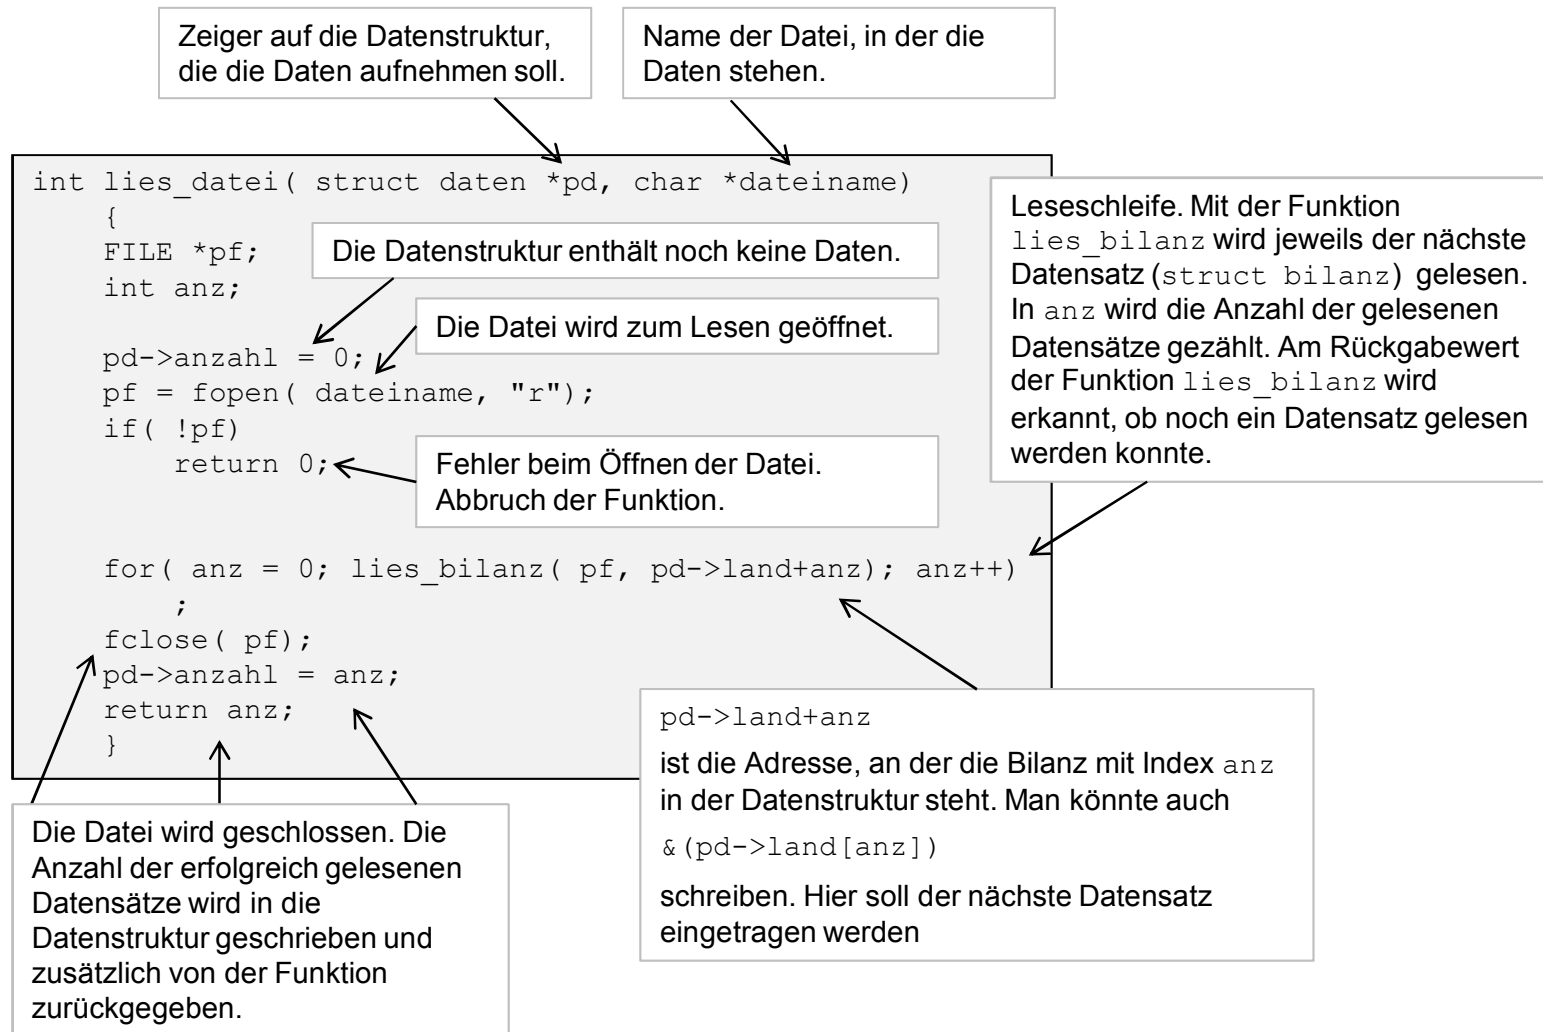 Zeiger auf die Datenstruktur,
die die Daten aufnehmen soll.
Name der Datei, in der die
Daten stehen.
int lies_datei( struct daten *pd, char *dateiname)
{
FILE *pf;
int anz;
Die Datenstruktur enthält noch keine Daten.
Die Datei wird zum Lesen geöffnet.
pd->anzahl = 0;
pf = fopen( dateiname, "r");
if( !pf)
return 0;
Fehler beim Öffnen der Datei.
Abbruch der Funktion.
Leseschleife. Mit der Funktion
lies_bilanz wird jeweils der nächste
Datensatz (struct bilanz) gelesen.
In anz wird die Anzahl der gelesenen
Datensätze gezählt. Am Rückgabewert
der Funktion lies_bilanz wird
erkannt, ob noch ein Datensatz gelesen
werden konnte.
for( anz = 0; lies_bilanz( pf, pd->land+anz); anz++)
;
fclose( pf);
pd->anzahl = anz;
return anz;
}
pd->land+anz
ist die Adresse, an der die Bilanz mit Index anz
in der Datenstruktur steht. Man könnte auch
&(pd->land[anz])
schreiben. Hier soll der nächste Datensatz
eingetragen werden
Die Datei wird geschlossen. Die
Anzahl der erfolgreich gelesenen
Datensätze wird in die
Datenstruktur geschrieben und
zusätzlich von der Funktion
zurückgegeben.